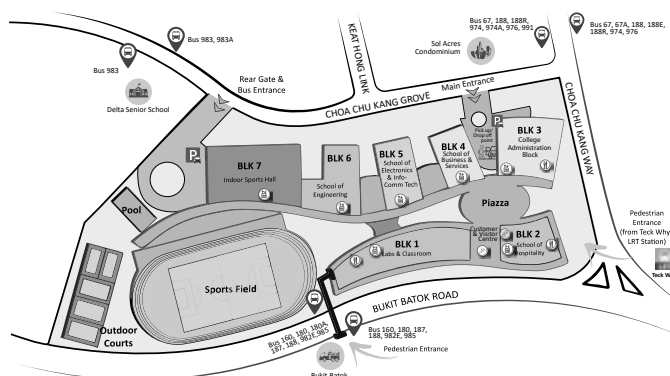 Bus 983, 983A
Bus 983
Delta Senior School
Rear Gate &
Bus Entrance
KEAT HONG LINK
Sol Acres
Condominium
Bus 67, 188, 188R,
974, 974A, 976, 991
Bus 67, 67A, 188, 188E,
188R, 974, 976
Main Entrance
CHOA CHU KANG GROVE
CHOA CHU KANG WAY
Pick up/
Drop off
point
P
P
BLK 3
College
Administration
Block
BLK 4
School of
Business &
Services
BLK 5
School of
Electronics
& Info-
Comm Tech
BLK 6
School of
Engineering
BLK 7
Indoor Sports Hall
Pool
Piazza
Customer
& Visitor
Centre
BLK 2
School of
Hospitality
BLK 1
Labs & Classroom
Pedestrian
Entrance
(from Teck Why
LRT Station)
Teck W
Sports Field
Outdoor
Courts
BUKIT BATOK ROAD
Bus 160, 180, 180A,
187, 188, 982E, 985
Bus 160, 180, 187,
188, 982E, 985
Pedestrian Entrance
Bukit Batok